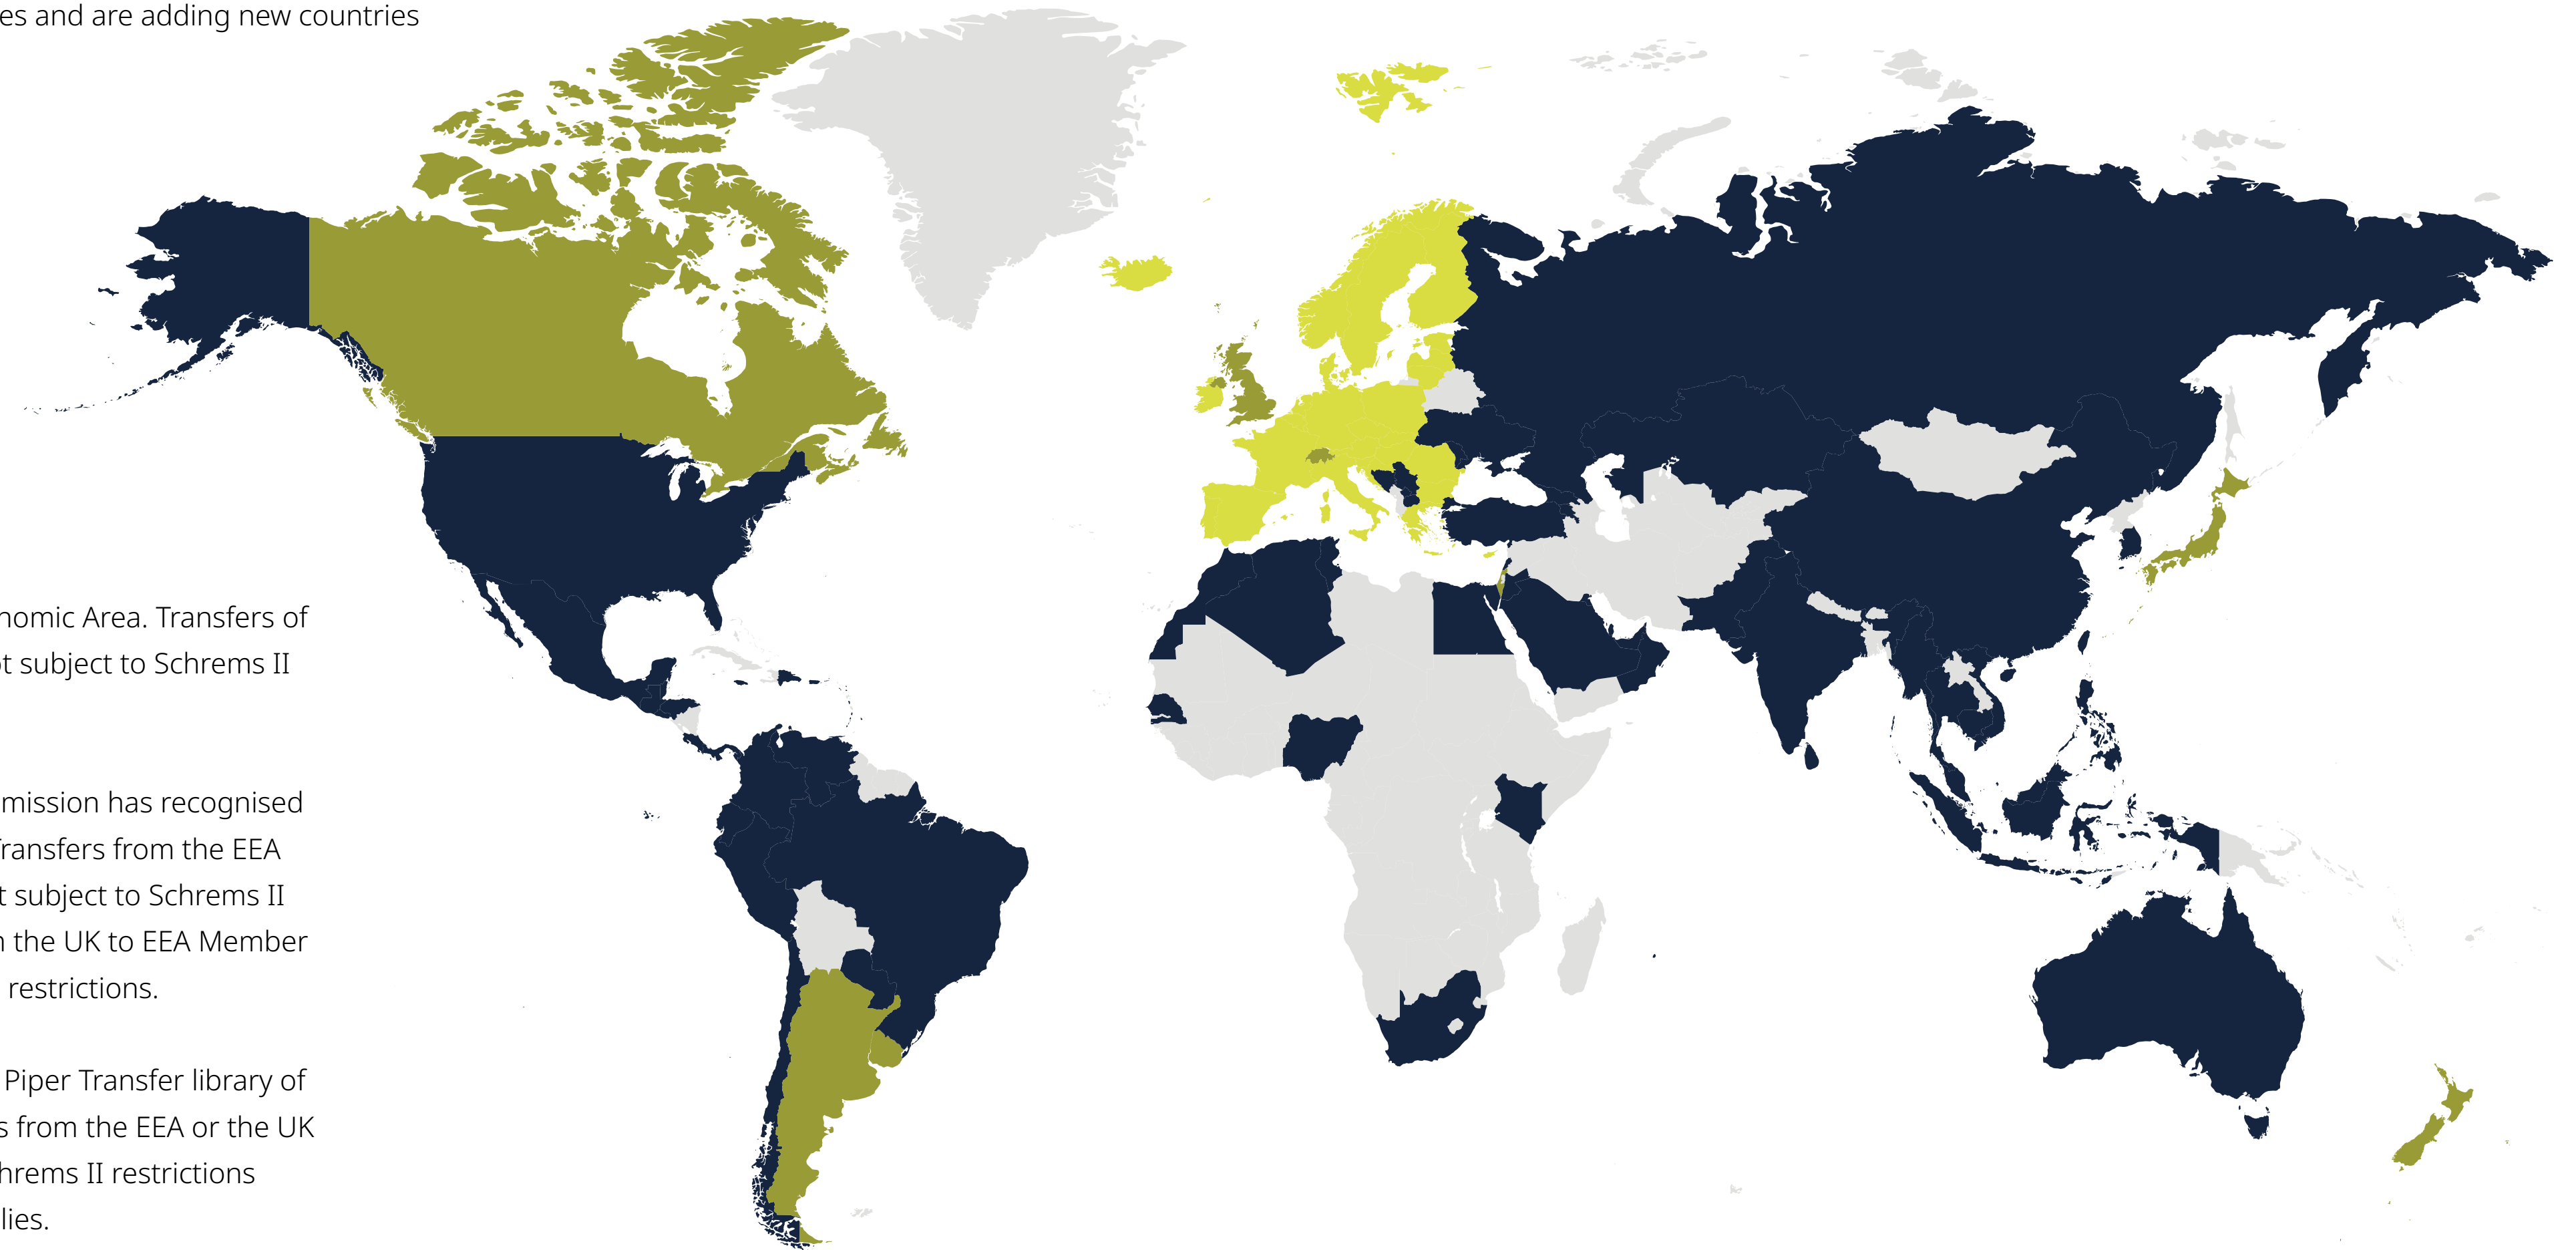 es and are adding new countries
nomic Area. Transfers of
t subject to Schrems II
mission has recognised
ransfers from the EEA
t subject to Schrems II
the UK to EEA Member
restrictions.
Piper Transfer library of
s from the EEA or the UK
hrems II restrictions
lies.